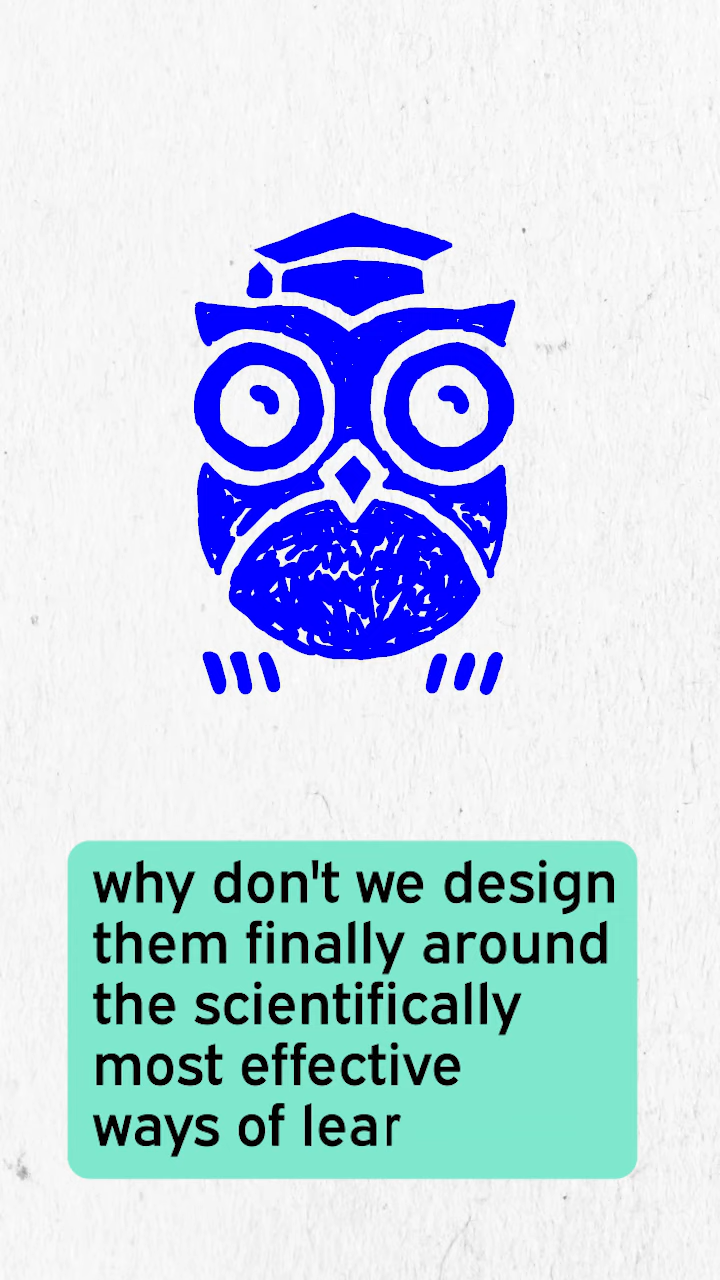 why don't we design
them finally around
the scientifically
most effective
ways of lear